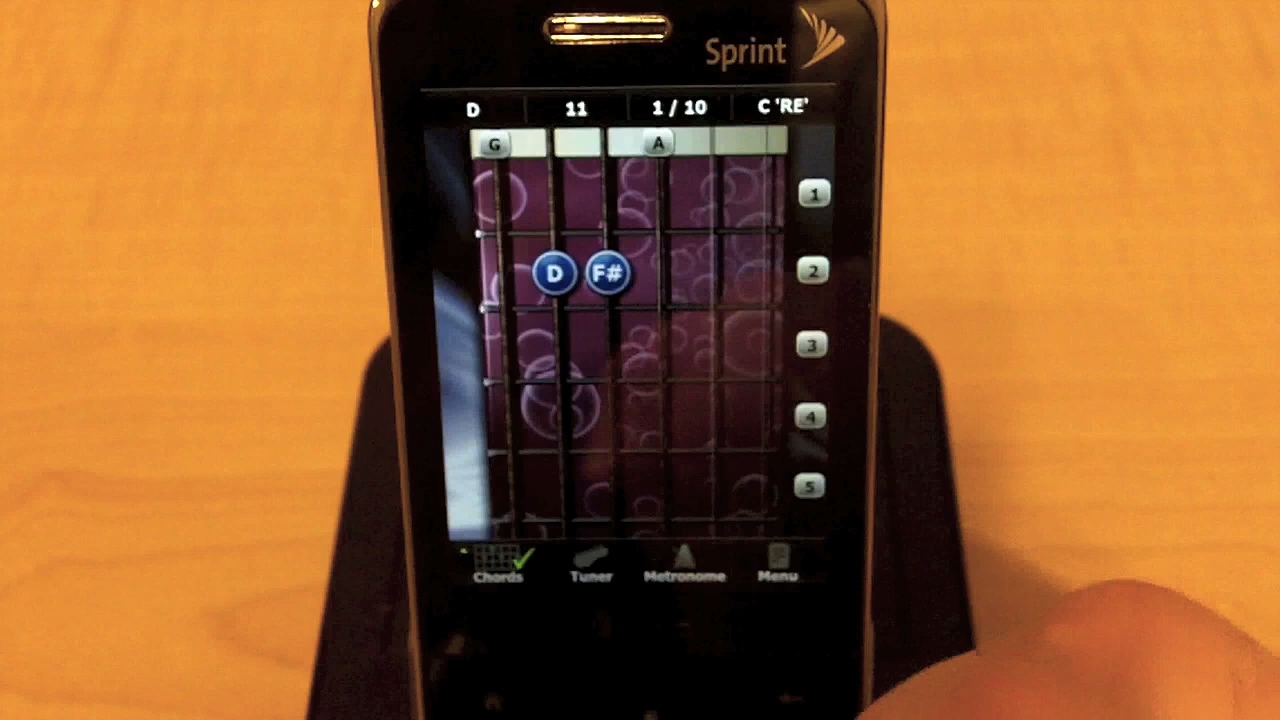 Sprint
D 11 1 / 10 C 'RE'
G A
1
D F# 2
3
4
5
Chords Tuner Metronome Menu